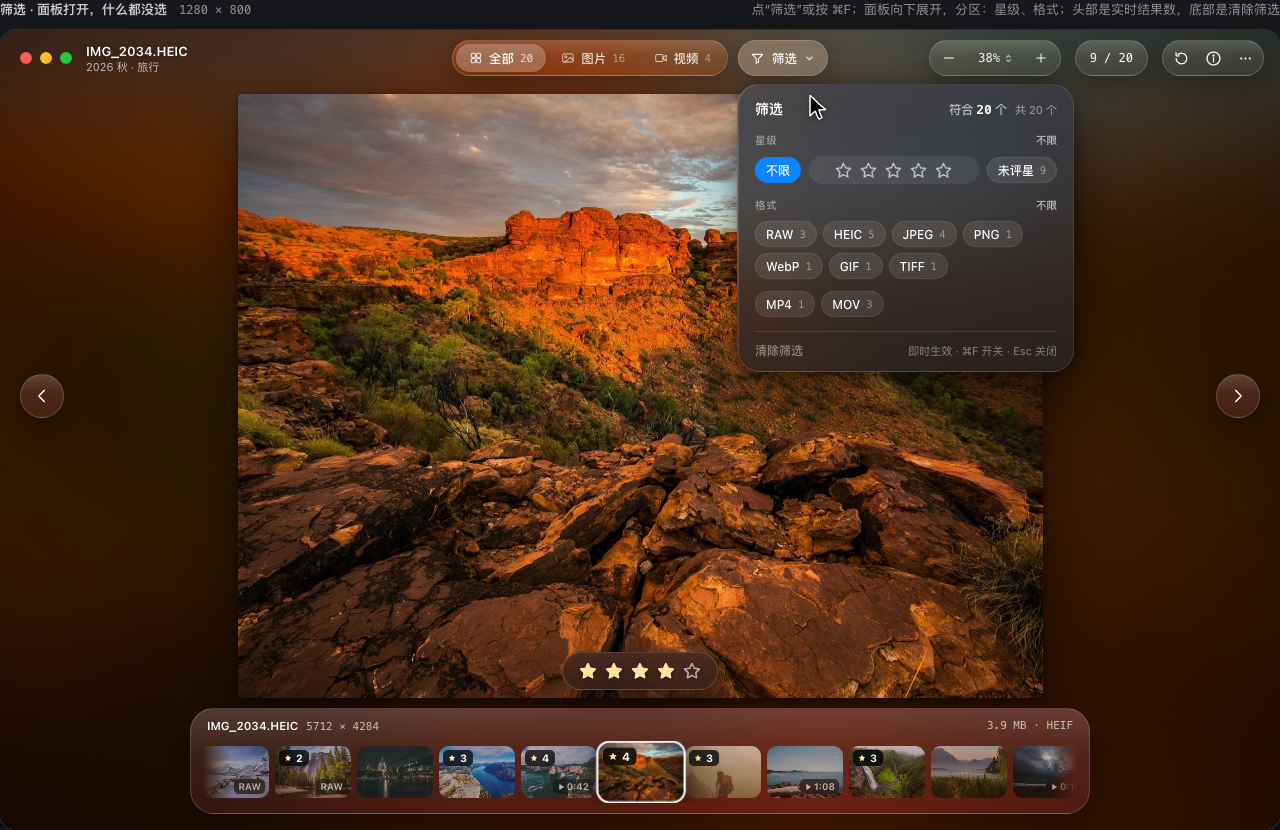 筛选 · 面板打开，什么都没选 1280 × 800
点“筛选”或按 ⌘F；面板向下展开，分区：星级、格式；头部是实时结果数，底部是清除筛选
IMG_2034.HEIC
2026 秋 · 旅行
全部 20 图片 16 视频 4
筛选
38%
9 / 20
筛选 符合 20 个 共 20 个
星级 不限
不限 未评星 9
格式 不限
RAW 3 HEIC 5 JPEG 4 PNG 1
WebP 1 GIF 1 TIFF 1
MP4 1 MOV 3
清除筛选 即时生效 · ⌘F 开关 · Esc 关闭
IMG_2034.HEIC 5712 × 4284 3.9 MB · HEIF
2 3 4 4 3 3
RAW RAW 0:42 1:08